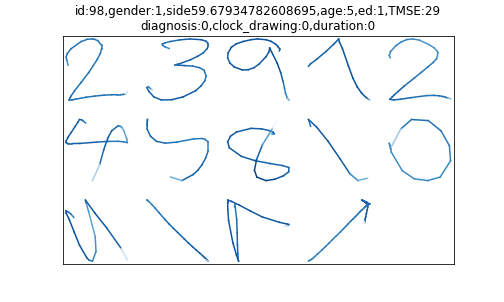 id:98,gender:1,side59.67934782608695,age:5,ed:1,TMSE:29
diagnosis:0,clock_drawing:0,duration:0
2 3 9 1 2
4 5 8 0